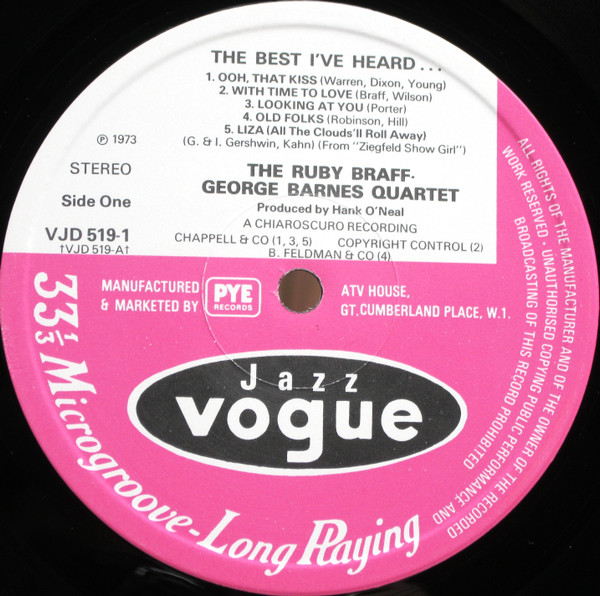 THE BEST I'VE HEARD...
1. OOH, THAT KISS (Warren, Dixon, Young)
2. WITH TIME TO LOVE (Braff, Wilson)
3. LOOKING AT YOU (Porter)
4. OLD FOLKS (Robinson, Hill)
5. LIZA (All The Clouds'll Roll Away)
(G. & I. Gershwin, Kahn) (From "Ziegfeld Show Girl")
℗ 1973
STEREO
Side One
VJD 519-1
†VJD 519-A†
THE RUBY BRAFF-
GEORGE BARNES QUARTET
Produced by Hank O'Neal
A CHIAROSCURO RECORDING
CHAPPELL & CO (1, 3, 5) COPYRIGHT CONTROL (2)
B. FELDMAN & CO (4)
MANUFACTURED
& MARKETED BY
PYE
RECORDS
ATV HOUSE,
GT. CUMBERLAND PLACE, W.1.
Jazz
vogue
33 1/3 Microgroove-Long Playing
ALL RIGHTS OF THE MANUFACTURER AND OF THE OWNER OF THE RECORDED
WORK RESERVED · UNAUTHORISED COPYING PUBLIC PERFORMANCE AND
BROADCASTING OF THIS RECORD PROHIBITED